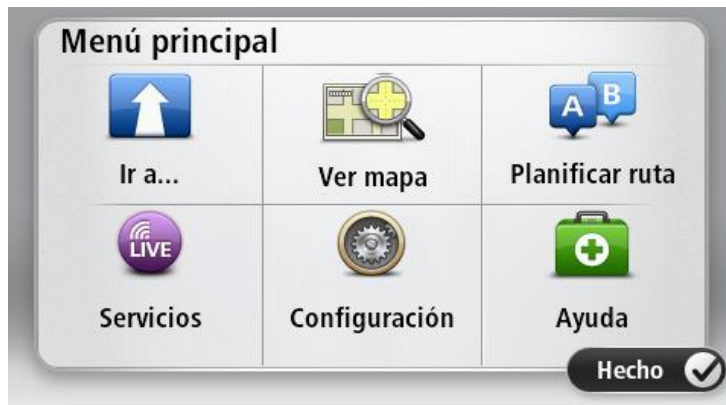 Menú principal
Ir a...
Ver mapa
A B
Planificar ruta
LIVE
Servicios
Configuración
Ayuda
Hecho